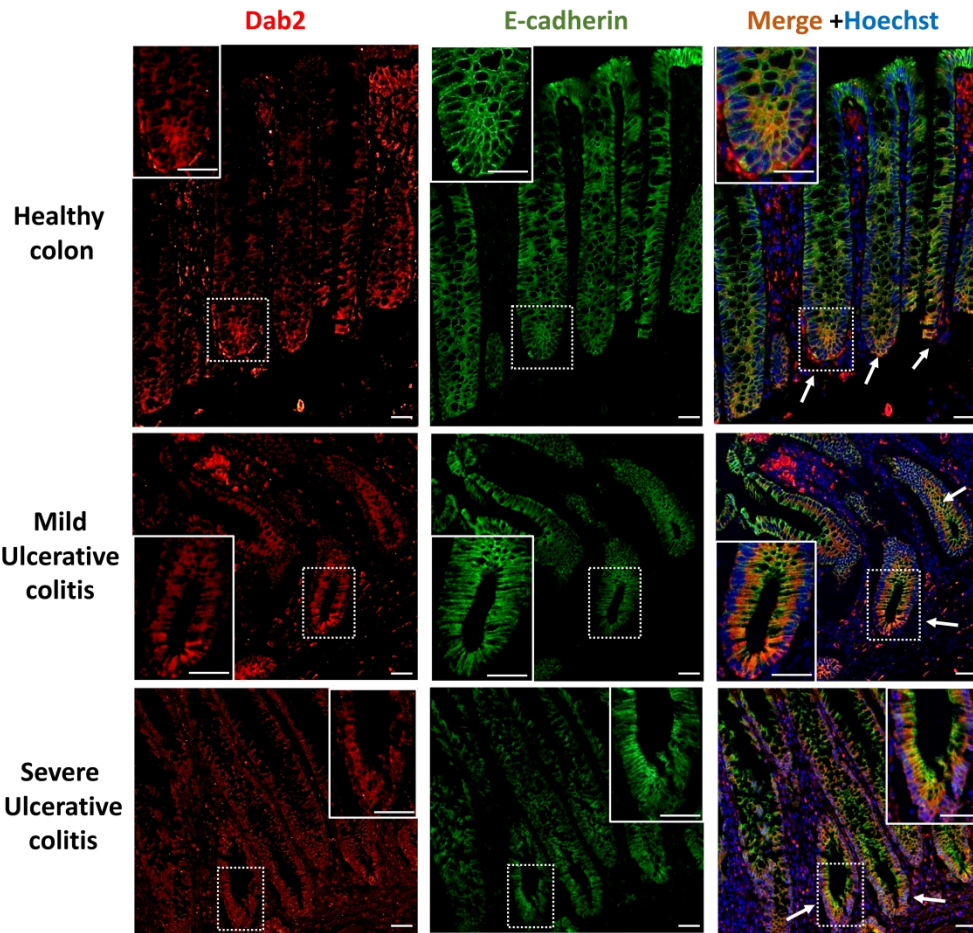 Dab2
E-cadherin
Merge +Hoechst
Healthy
colon
Mild
Ulcerative
colitis
Severe
Ulcerative
colitis